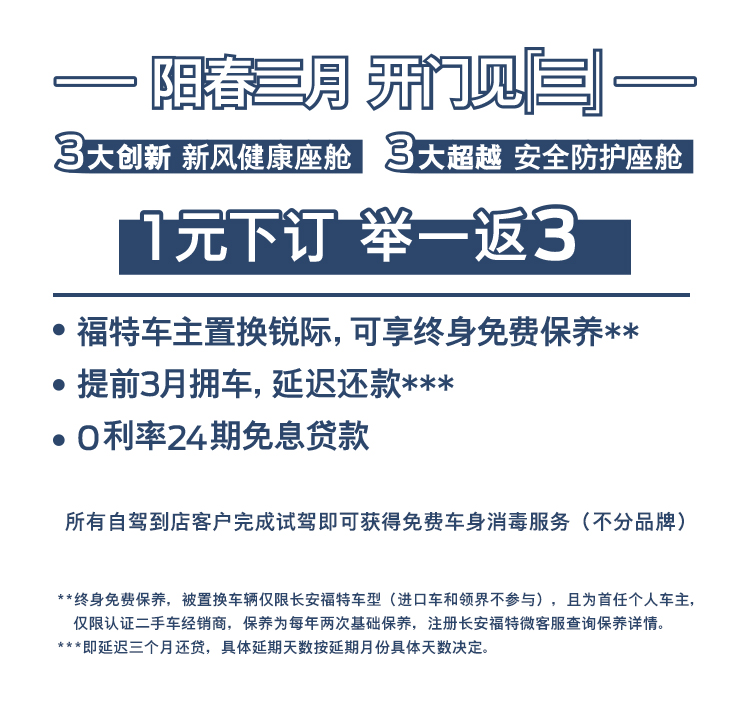 阳春三月 开门见「三」
3大创新 新风健康座舱 3大超越 安全防护座舱
1元下订 举一返3
• 福特车主置换锐际, 可享终身免费保养**
• 提前3月拥车, 延迟还款***
• 0利率24期免息贷款
所有自驾到店客户完成试驾即可获得免费车身消毒服务（不分品牌）
**终身免费保养，被置换车辆仅限长安福特车型（进口车和领界不参与），且为首任个人车主，
仅限认证二手车经销商，保养为每年两次基础保养，注册长安福特微客服查询保养详情。
***即延迟三个月还贷，具体延期天数按延期月份具体天数决定。